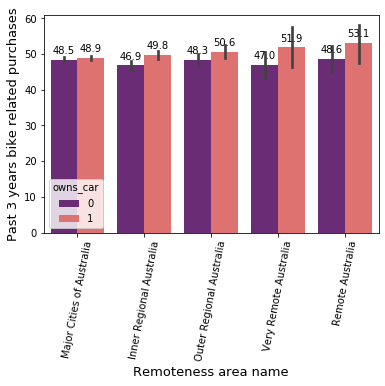 Past 3 years bike related purchases
60
50
40
30
20
10
0
48.5 48.9
46.9 49.8
48.3 50.6
47.0 51.9
48.6 53.1
owns_car
0
1
Major Cities of Australia
Inner Regional Australia
Outer Regional Australia
Very Remote Australia
Remote Australia
Remoteness area name